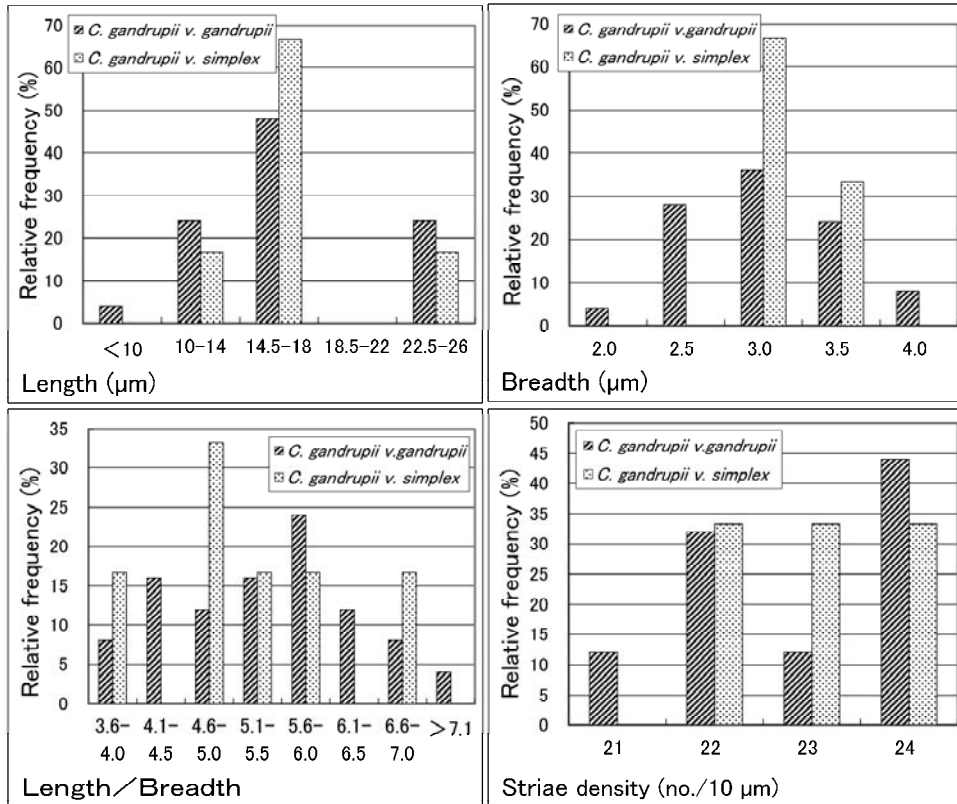 70
60
50
40
30
20
10
0
Relative frequency (%)
C. gandrupii v. gandrupii
C. gandrupii v. simplex
<10 10-14 14.5-18 18.5-22 22.5-26
Length (μm)
70
60
50
40
30
20
10
0
Relative frequency (%)
C. gandrupii v.gandrupii
C. gandrupii v. simplex
2.0 2.5 3.0 3.5 4.0
Breadth (μm)
35
30
25
20
15
10
5
0
Relative frequency (%)
C. gandrupii v.gandrupii
C. gandrupii v. simplex
3.6- 4.1- 4.6- 5.1- 5.6- 6.1- 6.6- >7.1
4.0 4.5 5.0 5.5 6.0 6.5 7.0
Length/Breadth
50
45
40
35
30
25
20
15
10
5
0
Relative frequency (%)
C. gandrupii v.gandrupii
C. gandrupii v. simplex
21 22 23 24
Striae density (no./10 μm)